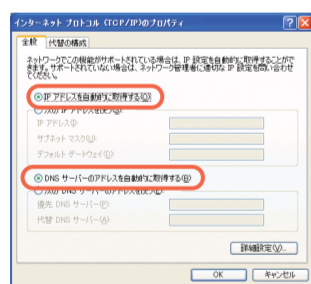 インターネット プロトコル (TCP/IP)のプロパティ
全般 代替の構成
ネットワークでこの機能がサポートされている場合は、IP 設定を自動的に取得することがで
きます。サポートされていない場合は、ネットワーク管理者に適切な IP 設定を問い合わせ
てください。
IP アドレスを自動的に取得する(O)
次の IP アドレスを使う(S):
IP アドレス(I):
サブネット マスク(U):
デフォルト ゲートウェイ(D):
DNS サーバーのアドレスを自動的に取得する(B)
次の DNS サーバーのアドレスを使う(E):
優先 DNS サーバー(P):
代替 DNS サーバー(A):
詳細設定(V)...
OK キャンセル